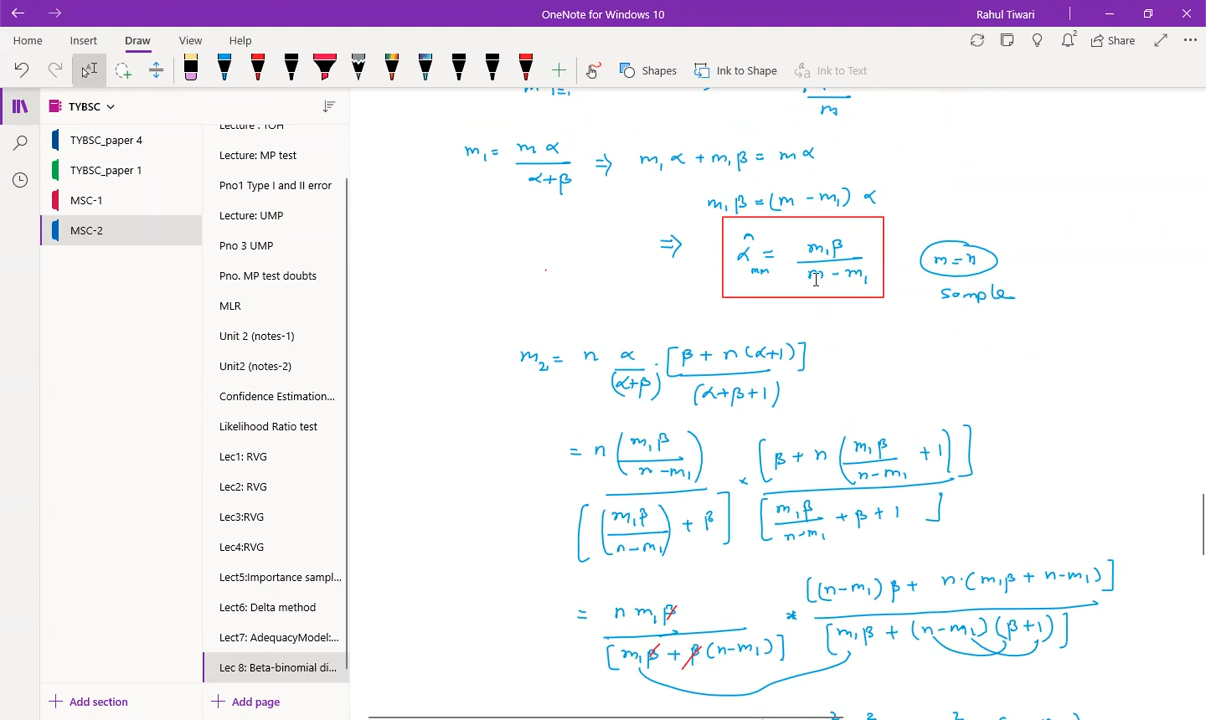 OneNote for Windows 10
Rahul Tiwari
Home Insert Draw View Help
Share
Shapes
Ink to Shape
Ink to Text
TYBSC
TYBSC_paper 4
TYBSC_paper 1
MSC-1
MSC-2
Add section
Lecture : TOH
Lecture: MP test
Pno1 Type I and II error
Lecture: UMP
Pno 3 UMP
Pno. MP test doubts
MLR
Unit 2 (notes-1)
Unit2 (notes-2)
Confidence Estimation...
Likelihood Ratio test
Lec1: RVG
Lec2: RVG
Lec3:RVG
Lec4:RVG
Lect5:Importance sampl...
Lect6: Delta method
Lect7: AdequacyModel:...
Lec 8: Beta-binomial di...
Add page
m₁ = m α / (α+β) ⇒ m₁ α + m₁ β = m α
m₁ β = (m − m₁) α
⇒ α̂ₘₘ = m₁β / (m − m₁)
m = n
sample
m₂ = n α/(α+β) · [β + n(α+1)] / (α+β+1)
= n (m₁β/(n−m₁)) / [(m₁β/(n−m₁)) + β] * [β + n (m₁β/(n−m₁) + 1)] / [m₁β/(n−m₁) + β + 1]
= n m₁β / [m₁β + β(n−m₁)] * [(n−m₁)β + n·(m₁β + n−m₁)] / [m₁β + (n−m₁)(β+1)]